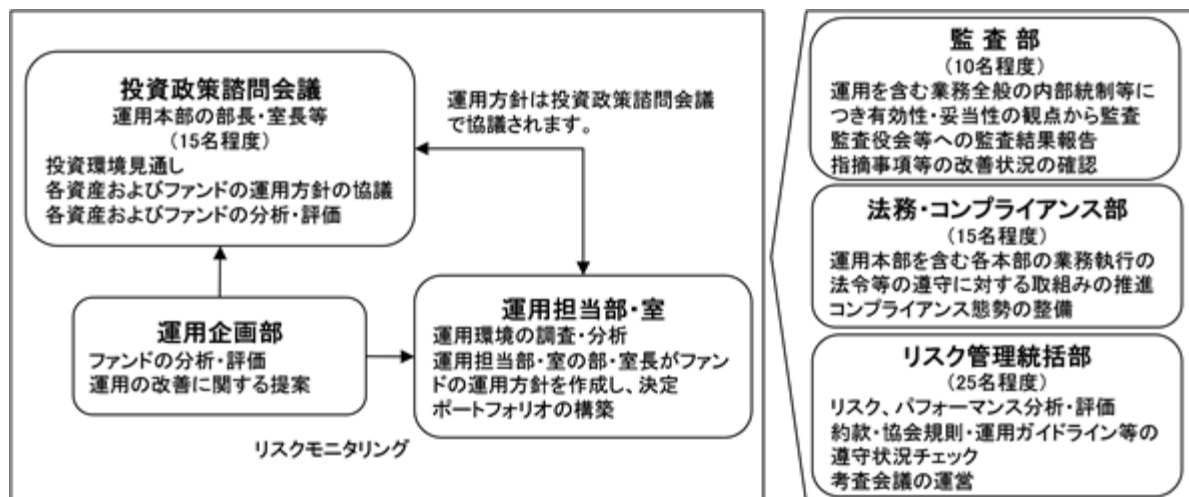 投資政策諮問会議
運用本部の部長・室長等
(15名程度)
投資環境見通し
各資産およびファンドの運用方針の協議
各資産およびファンドの分析・評価
運用方針は投資政策諮問会議
で協議されます。
運用企画部
ファンドの分析・評価
運用の改善に関する提案
運用担当部・室
運用環境の調査・分析
運用担当部・室の部・室長がファン
ドの運用方針を作成し、決定
ポートフォリオの構築
リスクモニタリング
監 査 部
(10名程度)
運用を含む業務全般の内部統制等に
つき有効性・妥当性の観点から監査
監査役会等への監査結果報告
指摘事項等の改善状況の確認
法務・コンプライアンス部
(15名程度)
運用本部を含む各本部の業務執行の
法令等の遵守に対する取組みの推進
コンプライアンス態勢の整備
リスク管理統括部
(25名程度)
リスク、パフォーマンス分析・評価
約款・協会規則・運用ガイドライン等の
遵守状況チェック
考査会議の運営